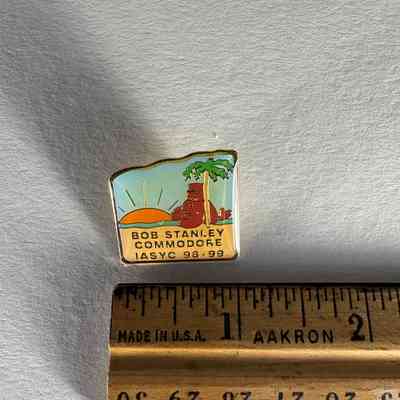 BOB STANLEY
COMMODORE
IASYC 98-99
MADE IN U.S.A. 1 AAKRON 2